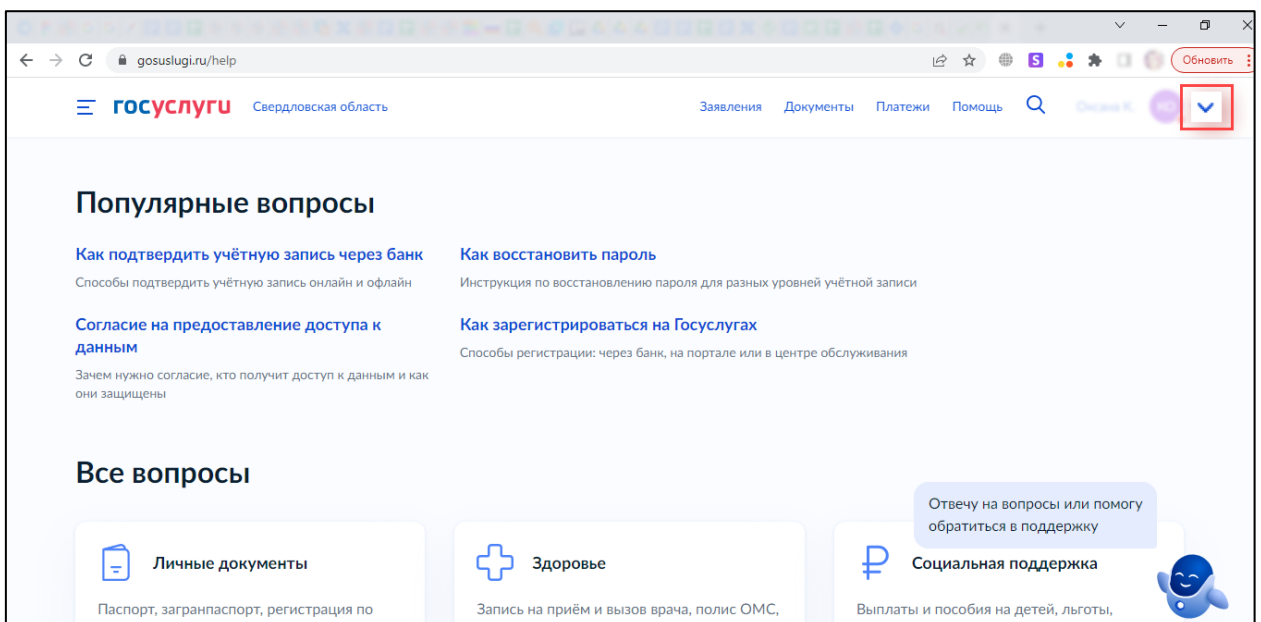 gosuslugi.ru/help
Обновить
госуслуги Свердловская область Заявления Документы Платежи Помощь
Популярные вопросы
Как подтвердить учётную запись через банк
Способы подтвердить учётную запись онлайн и офлайн
Как восстановить пароль
Инструкция по восстановлению пароля для разных уровней учётной записи
Согласие на предоставление доступа к
данным
Зачем нужно согласие, кто получит доступ к данным и как
они защищены
Как зарегистрироваться на Госуслугах
Способы регистрации: через банк, на портале или в центре обслуживания
Все вопросы
Отвечу на вопросы или помогу
обратиться в поддержку
Личные документы
Паспорт, загранпаспорт, регистрация по
Здоровье
Запись на приём и вызов врача, полис ОМС,
Социальная поддержка
Выплаты и пособия на детей, льготы,